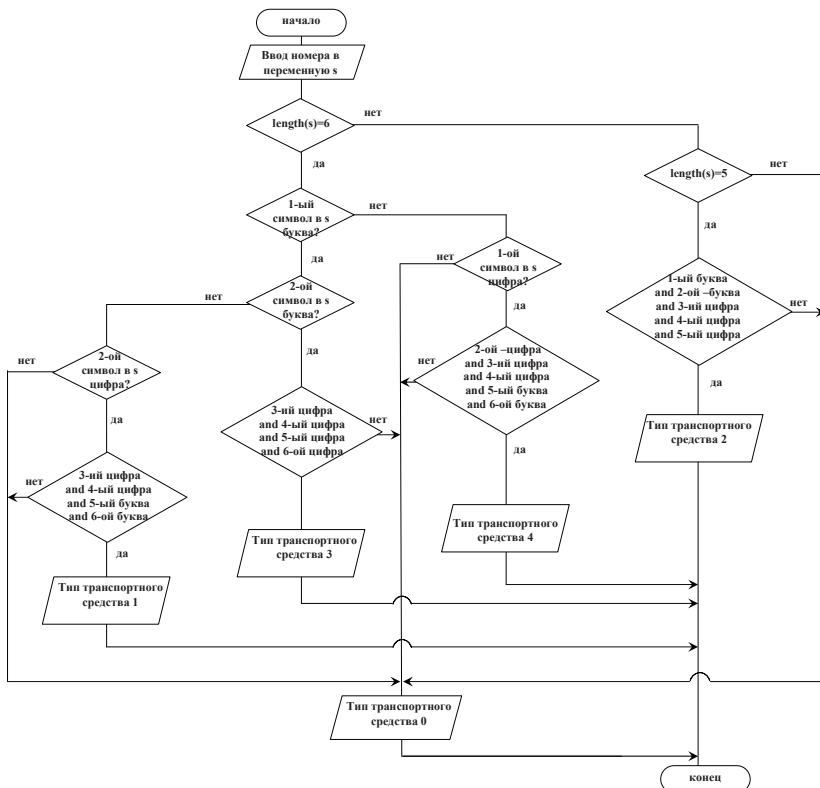 начало
Ввод номера в
переменную s
length(s)=6
нет
да
length(s)=5
нет
да
1-ый
символ в s
буква?
нет
да
1-ой
символ в s
цифра?
нет
да
2-ой
символ в s
буква?
нет
да
1-ый буква
and 2-ой –буква
and 3-ий цифра
and 4-ый цифра
and 5-ый цифра
нет
да
2-ой
символ в s
цифра?
нет
да
2-ой –цифра
and 3-ий цифра
and 4-ый цифра
and 5-ый буква
and 6-ой буква
нет
да
3-ий цифра
and 4-ый цифра
and 5-ый цифра
and 6-ой цифра
нет
да
3-ий цифра
and 4-ый цифра
and 5-ый буква
and 6-ой буква
нет
да
Тип транспортного
средства 2
Тип транспортного
средства 4
Тип транспортного
средства 3
Тип транспортного
средства 1
Тип транспортного
средства 0
конец